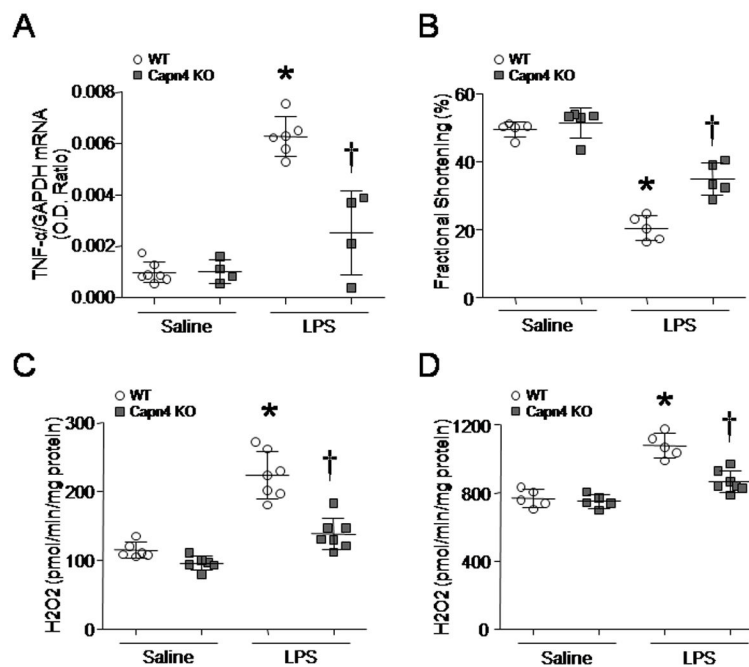 A
WT
Capn4 KO
*
†
TNF-α/GAPDH mRNA
(O.D. Ratio)
0.008
0.006
0.004
0.002
0.000
Saline
LPS
B
WT
Capn4 KO
*
†
Fractional Shortening (%)
60
40
20
0
Saline
LPS
C
WT
Capn4 KO
*
†
H2O2 (pmol/min/mg protein)
300
200
100
0
Saline
LPS
D
WT
Capn4 KO
*
†
H2O2 (pmol/min/mg protein)
1200
800
400
0
Saline
LPS